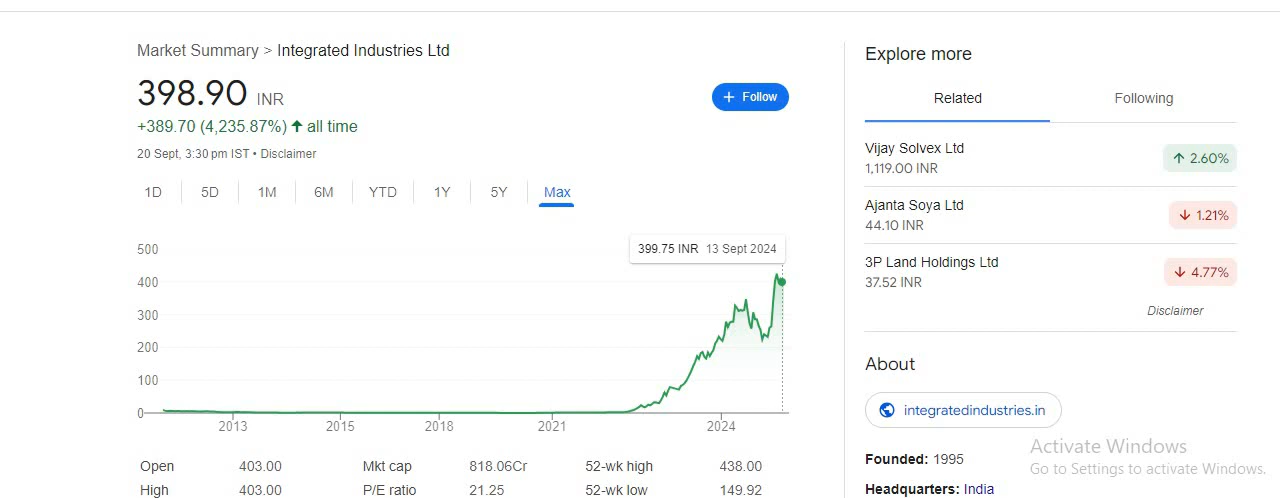 Market Summary > Integrated Industries Ltd
398.90 INR
+ Follow
+389.70 (4,235.87%) ↑ all time
20 Sept, 3:30 pm IST • Disclaimer
1D 5D 1M 6M YTD 1Y 5Y Max
399.75 INR 13 Sept 2024
500
400
300
200
100
0
2013 2015 2018 2021 2024
Open 403.00 Mkt cap 818.06Cr 52-wk high 438.00
High 403.00 P/E ratio 21.25 52-wk low 149.92
Explore more
Related Following
Vijay Solvex Ltd
1,119.00 INR
↑ 2.60%
Ajanta Soya Ltd
44.10 INR
↓ 1.21%
3P Land Holdings Ltd
37.52 INR
↓ 4.77%
Disclaimer
About
integratedindustries.in
Founded: 1995
Headquarters: India
Activate Windows
Go to Settings to activate Windows.